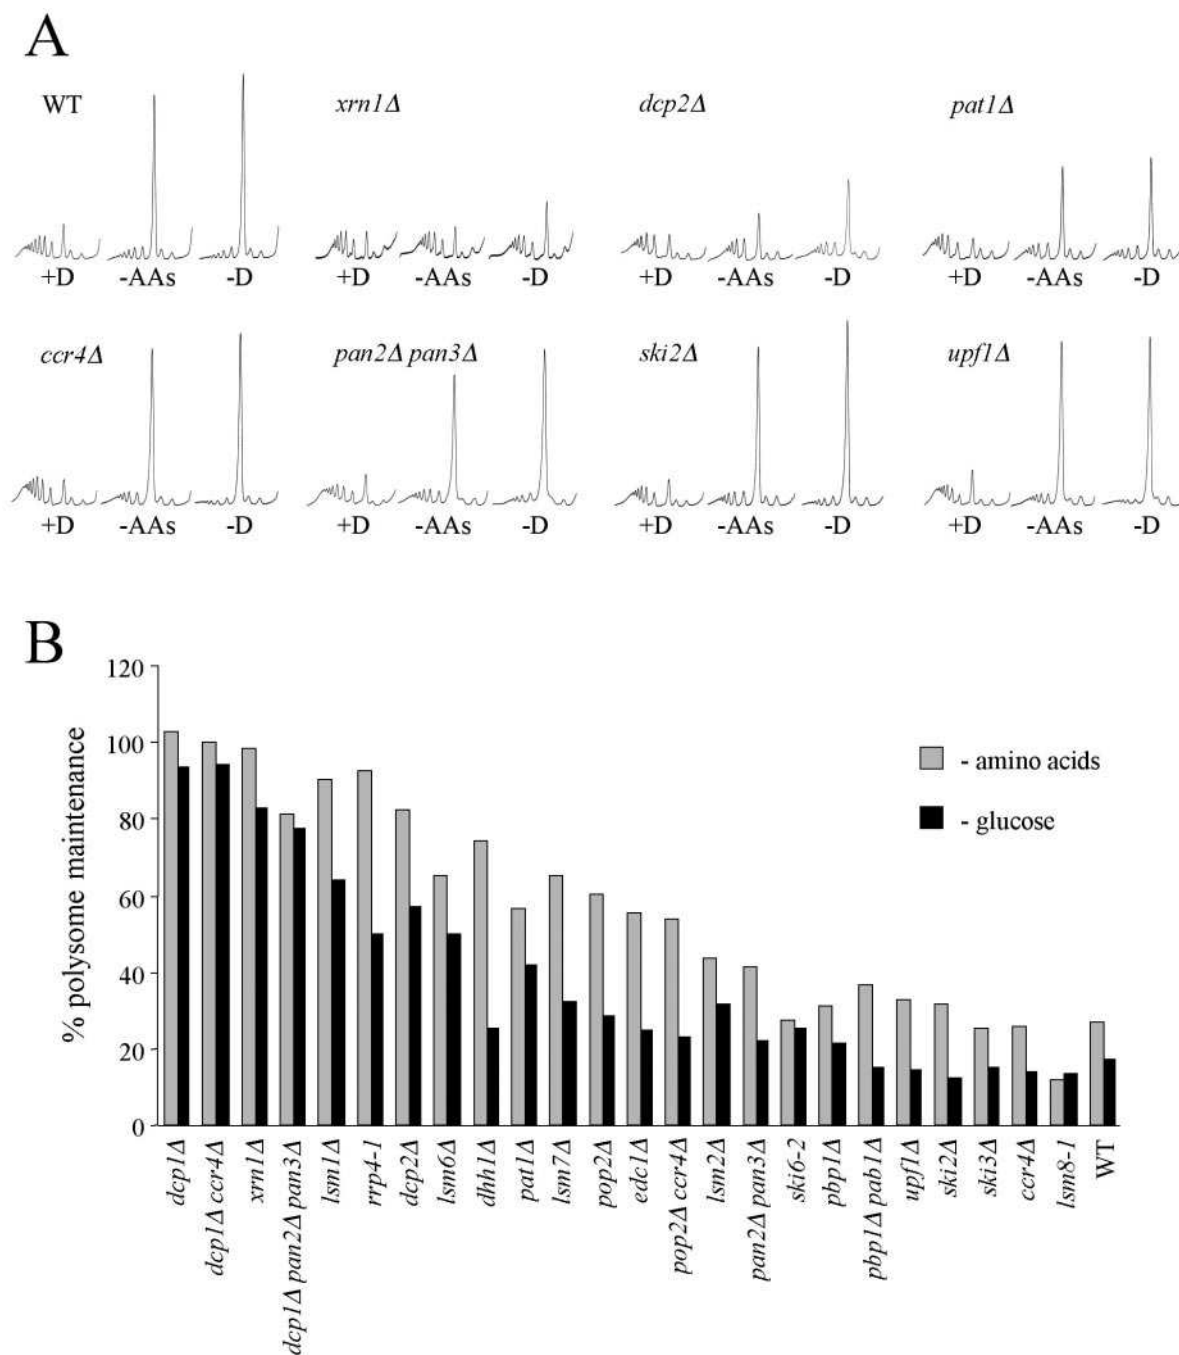 A
WT xrn1Δ dcp2Δ pat1Δ
+D -AAs -D +D -AAs -D +D -AAs -D +D -AAs -D
ccr4Δ pan2Δ pan3Δ ski2Δ upf1Δ
+D -AAs -D +D -AAs -D +D -AAs -D +D -AAs -D
B
% polysome maintenance
120
100
80
60
40
20
0
- amino acids
- glucose
dcp1Δ
dcp1Δ ccr4Δ
xrn1Δ
dcp1Δ pan2Δ pan3Δ
lsm1Δ
rrp4-1
dcp2Δ
lsm6Δ
dhh1Δ
pat1Δ
lsm7Δ
pop2Δ
edc1Δ
pop2Δ ccr4Δ
lsm2Δ
pan2Δ pan3Δ
ski6-2
pbp1Δ
pbp1Δ pab1Δ
upf1Δ
ski2Δ
ski3Δ
ccr4Δ
lsm8-1
WT